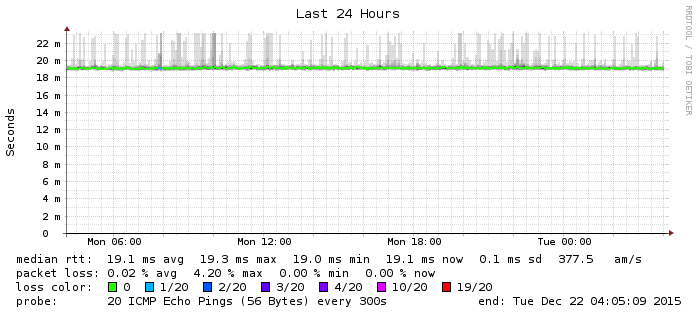 Last 24 Hours
RRDTOOL / TOBI OETIKER
Seconds
22 m
20 m
18 m
16 m
14 m
12 m
10 m
8 m
6 m
4 m
2 m
0
Mon 06:00 Mon 12:00 Mon 18:00 Tue 00:00
median rtt: 19.1 ms avg 19.3 ms max 19.0 ms min 19.1 ms now 0.1 ms sd 377.5 am/s
packet loss: 0.02 % avg 4.20 % max 0.00 % min 0.00 % now
loss color: 0 1/20 2/20 3/20 4/20 10/20 19/20
probe: 20 ICMP Echo Pings (56 Bytes) every 300s end: Tue Dec 22 04:05:09 2015